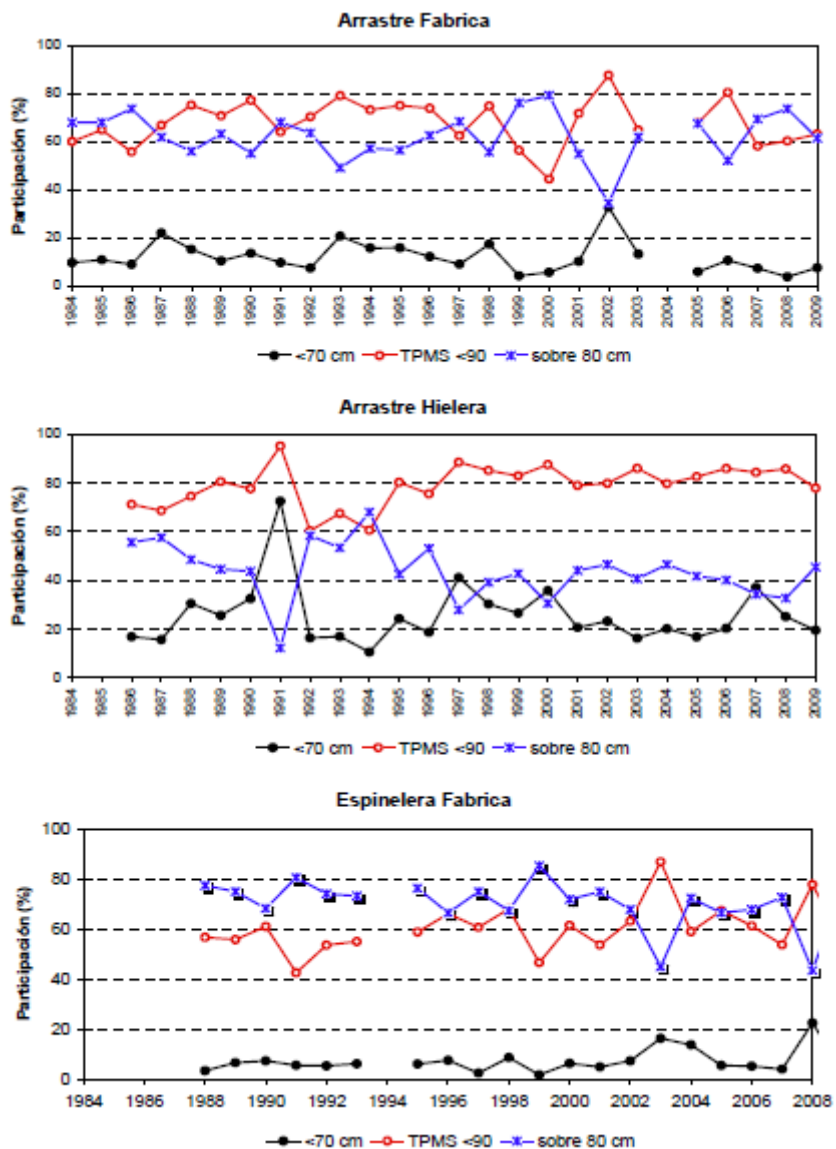 Arrastre Fabrica
Participación (%)
100
80
60
40
20
0
1984 1985 1986 1987 1988 1989 1990 1991 1992 1993 1994 1995 1996 1997 1998 1999 2000 2001 2002 2003 2004 2005 2006 2007 2008 2009
<70 cm TPMS <90 sobre 80 cm
Arrastre Hielera
Participación (%)
100
80
60
40
20
0
1984 1985 1986 1987 1988 1989 1990 1991 1992 1993 1994 1995 1996 1997 1998 1999 2000 2001 2002 2003 2004 2005 2006 2007 2008 2009
<70 cm TPMS <90 sobre 80 cm
Espinelera Fabrica
Participación (%)
100
80
60
40
20
0
1984 1986 1988 1990 1992 1994 1996 1998 2000 2002 2004 2006 2008
<70 cm TPMS <90 sobre 80 cm